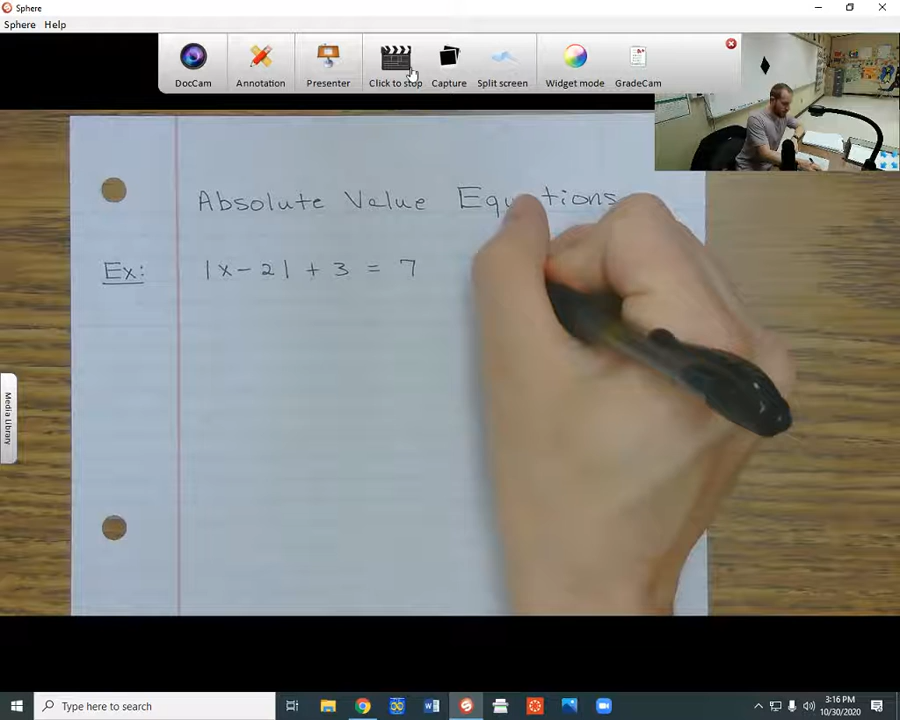 Sphere
Sphere Help
DocCam Annotation Presenter Click to stop Capture Split screen Widget mode GradeCam
Absolute Value Equations
Ex: |x-2| + 3 = 7
Media Library
Type here to search
3:16 PM
10/30/2020